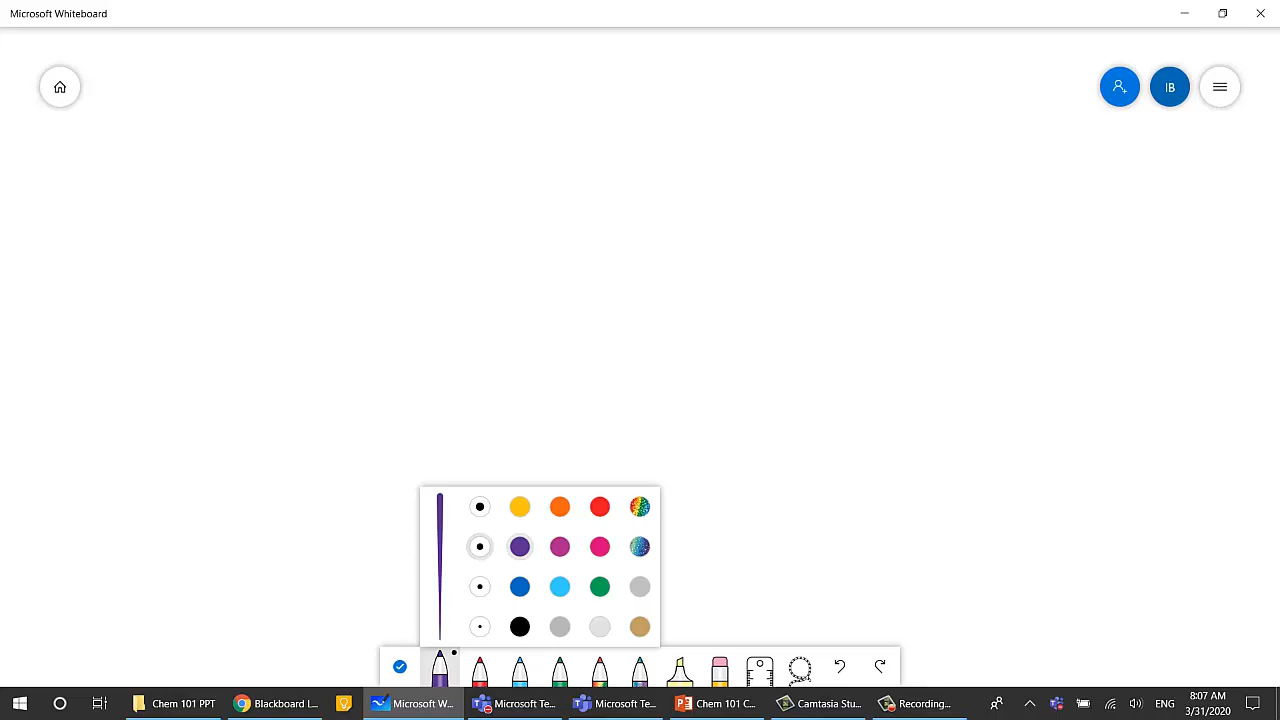 Microsoft Whiteboard
IB
Chem 101 PPT
Blackboard L...
Microsoft W...
Microsoft Te...
Microsoft Te...
Chem 101 C...
Camtasia Stu...
Recording...
ENG
8:07 AM
3/31/2020